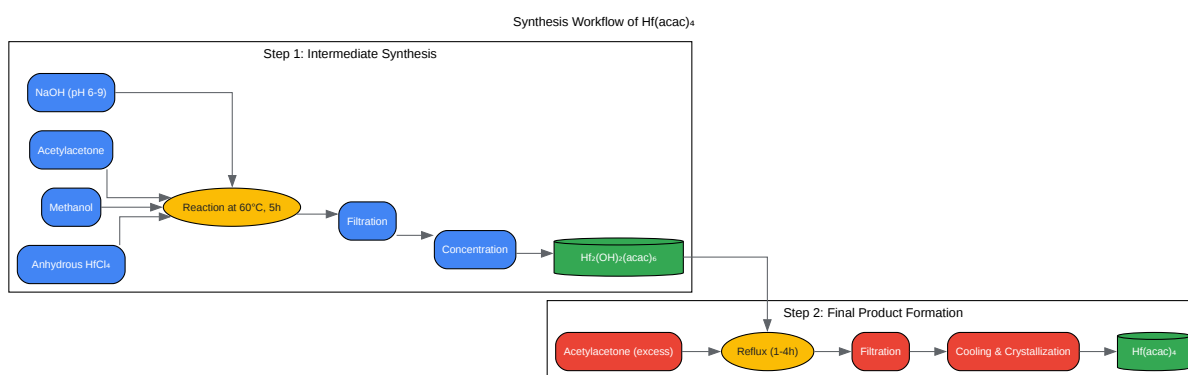 Synthesis Workflow of Hf(acac)₄
Step 1: Intermediate Synthesis
NaOH (pH 6-9)
Acetylacetone
Methanol
Anhydrous HfCl₄
Reaction at 60°C, 5h
Filtration
Concentration
Hf₂(OH)₂(acac)₆
Step 2: Final Product Formation
Acetylacetone (excess)
Reflux (1-4h)
Filtration
Cooling & Crystallization
Hf(acac)₄